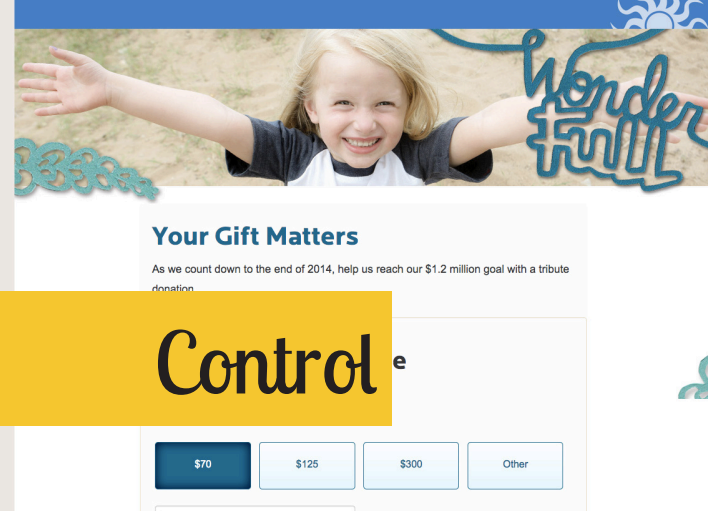 Wonder
Full
Your Gift Matters
As we count down to the end of 2014, help us reach our $1.2 million goal with a tribute
donation
Control
e
$70 $125 $300 Other